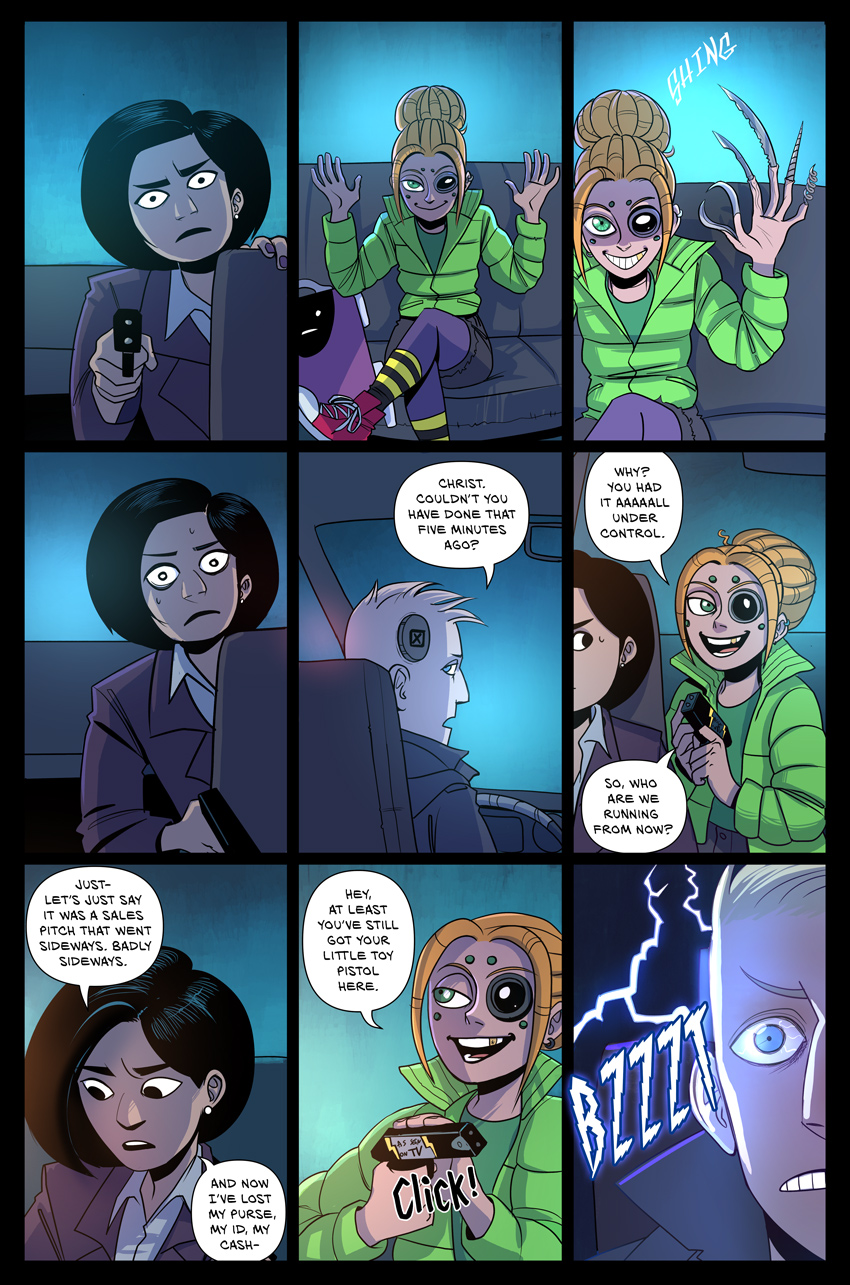 SHING
CHRIST.
COULDN'T YOU
HAVE DONE THAT
FIVE MINUTES
AGO?
WHY?
YOU HAD
IT AAAAALL
UNDER
CONTROL.
SO, WHO
ARE WE
RUNNING
FROM NOW?
JUST-
LET'S JUST SAY
IT WAS A SALES
PITCH THAT WENT
SIDEWAYS. BADLY
SIDEWAYS.
AND NOW
I'VE LOST
MY PURSE,
MY ID, MY
CASH-
HEY,
AT LEAST
YOU'VE STILL
GOT YOUR
LITTLE TOY
PISTOL
HERE.
AS SEEN
ON TV
CLICK!
BZZZT